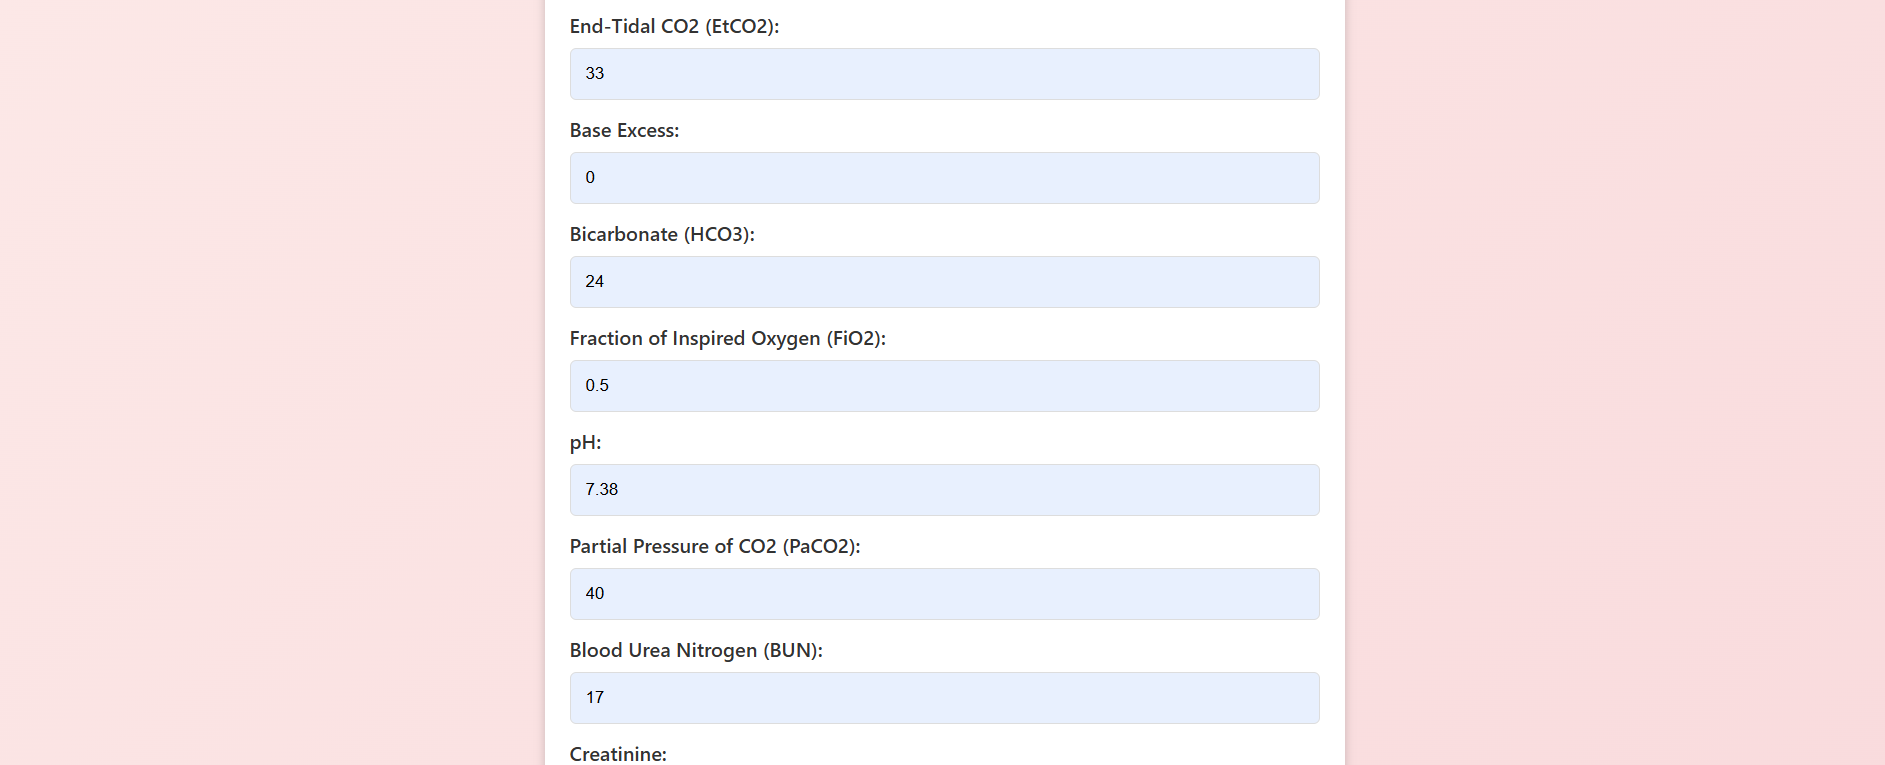 End-Tidal CO2 (EtCO2):
33
Base Excess:
0
Bicarbonate (HCO3):
24
Fraction of Inspired Oxygen (FiO2):
0.5
pH:
7.38
Partial Pressure of CO2 (PaCO2):
40
Blood Urea Nitrogen (BUN):
17
Creatinine: